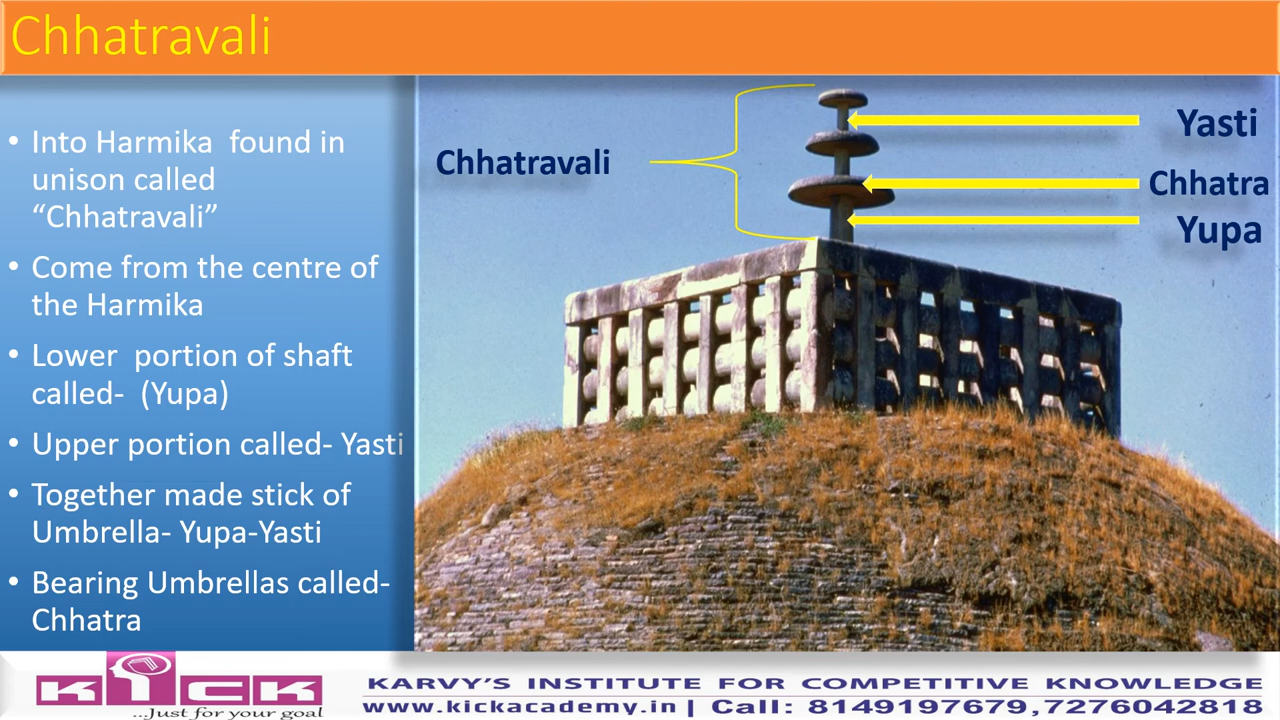 Chhatravali
• Into Harmika  found in
unison called
“Chhatravali”
• Come from the centre of
the Harmika
• Lower  portion of shaft
called-  (Yupa)
• Upper portion called- Yasti
• Together made stick of
Umbrella- Yupa-Yasti
• Bearing Umbrellas called-
Chhatra
Chhatravali
Yasti
Chhatra
Yupa
KICK
...Just for your goal
KARVY'S INSTITUTE FOR COMPETITIVE KNOWLEDGE
www.kickacademy.in | Call: 8149197679,7276042818